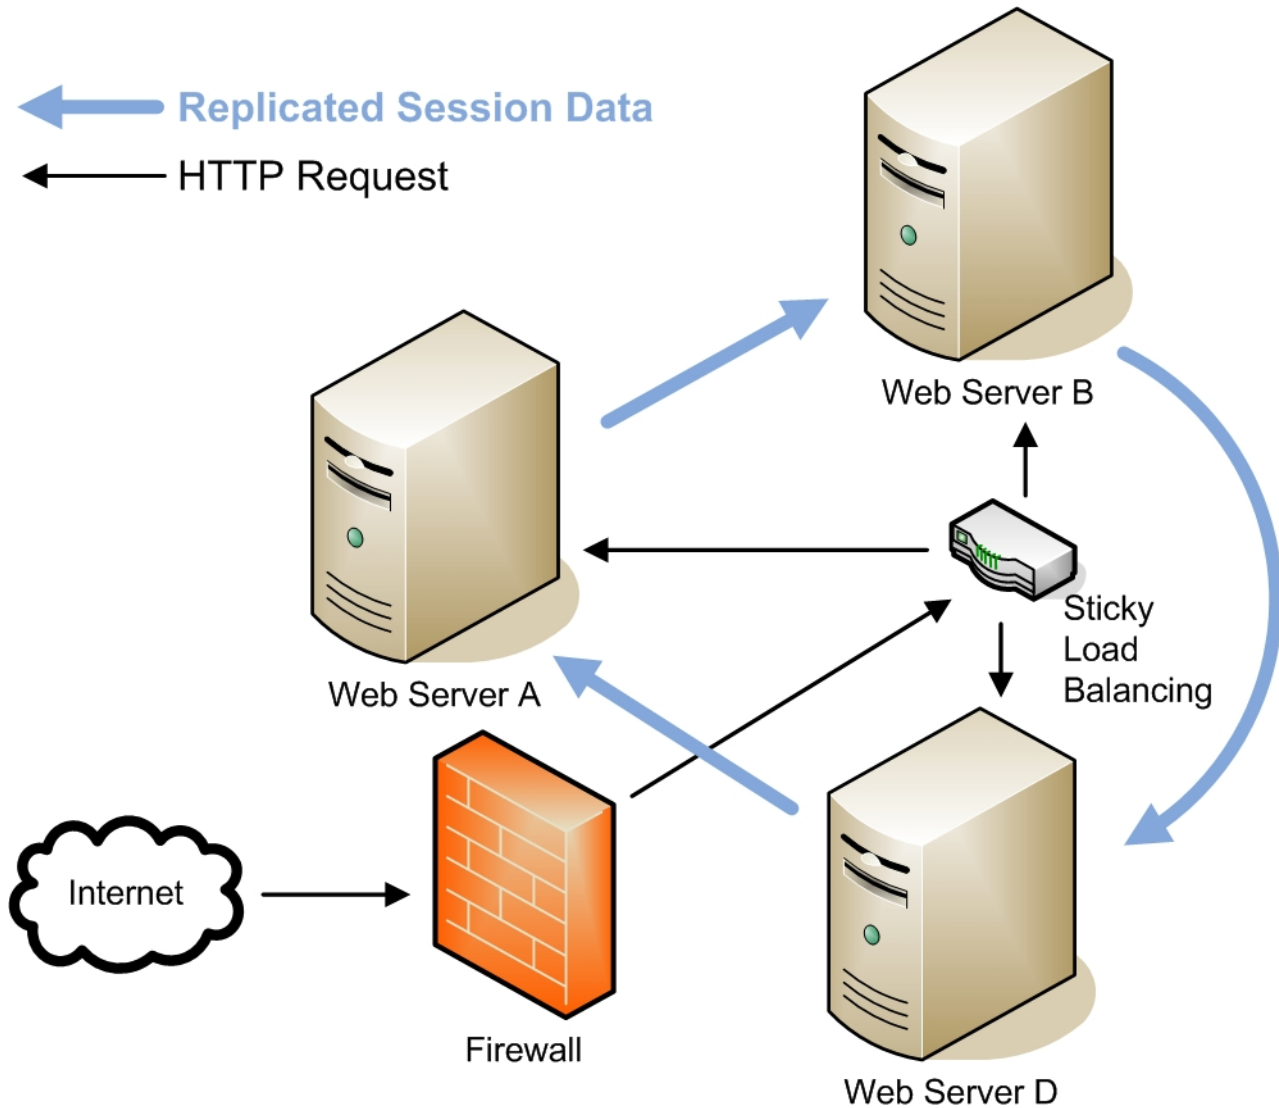 Replicated Session Data
HTTP Request
Web Server B
Sticky
Load
Balancing
Web Server A
Internet
Firewall
Web Server D